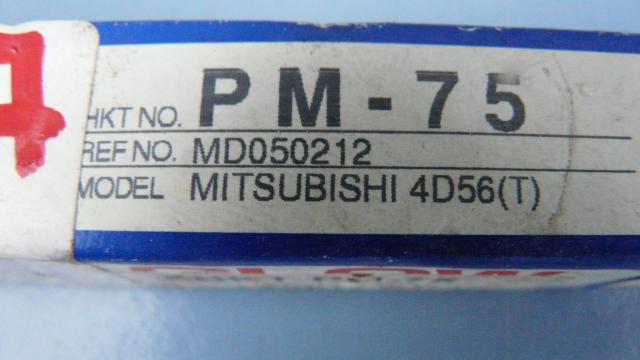 HKT NO. PM-75
REF NO. MD050212
MODEL MITSUBISHI 4D56(T)